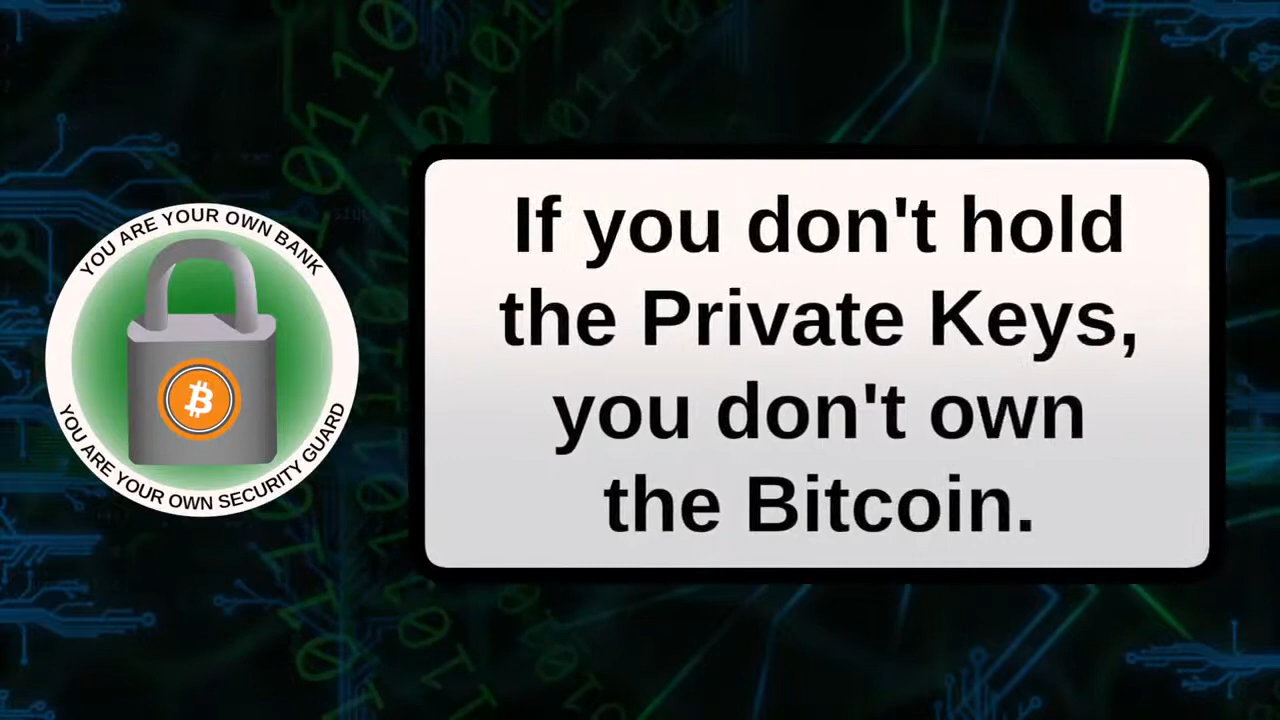 YOU ARE YOUR OWN BANK
YOU ARE YOUR OWN SECURITY GUARD
If you don't hold
the Private Keys,
you don't own
the Bitcoin.